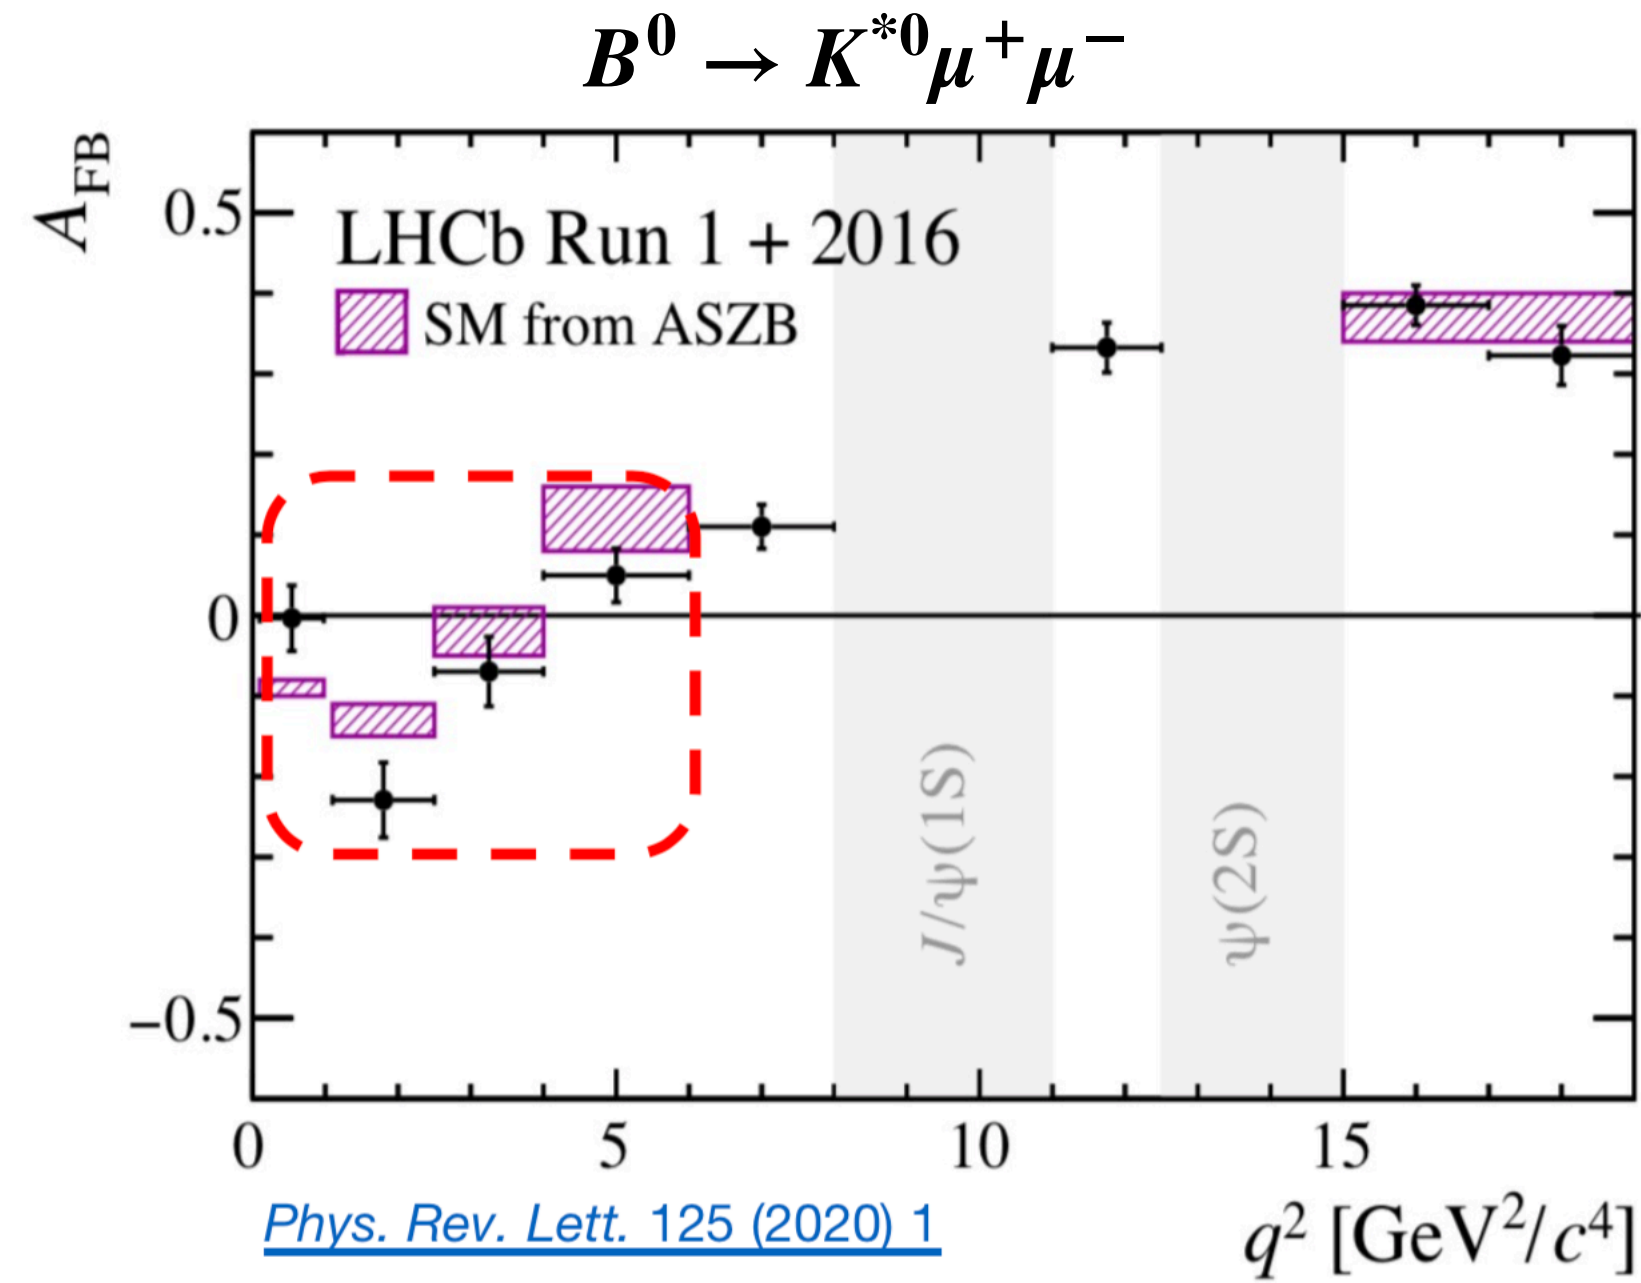 B⁰ → K*⁰μ⁺μ⁻
A_FB
0.5
LHCb Run 1 + 2016
SM from ASZB
0
−0.5
J/ψ(1S)
ψ(2S)
0 5 10 15
Phys. Rev. Lett. 125 (2020) 1
q² [GeV²/c⁴]